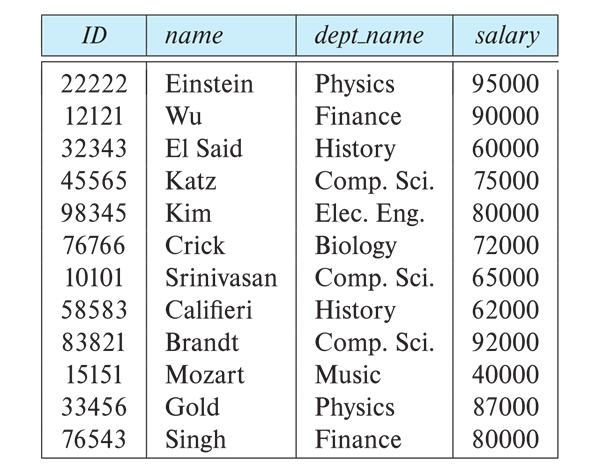 ID name dept_name salary
22222 Einstein Physics 95000
12121 Wu Finance 90000
32343 El Said History 60000
45565 Katz Comp. Sci. 75000
98345 Kim Elec. Eng. 80000
76766 Crick Biology 72000
10101 Srinivasan Comp. Sci. 65000
58583 Califieri History 62000
83821 Brandt Comp. Sci. 92000
15151 Mozart Music 40000
33456 Gold Physics 87000
76543 Singh Finance 80000